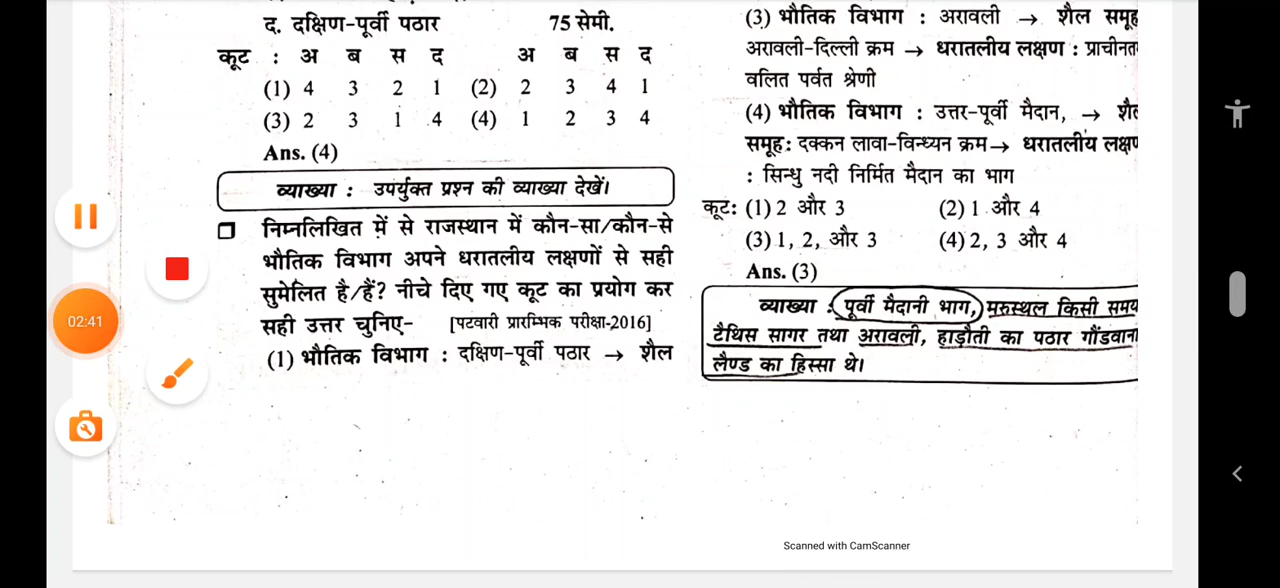 द. दक्षिण-पूर्वी पठार 75 सेमी.
कूट : अ ब स द अ ब स द
(1) 4 3 2 1 (2) 2 3 4 1
(3) 2 3 1 4 (4) 1 2 3 4
Ans. (4)
व्याख्या : उपर्युक्त प्रश्न की व्याख्या देखें।
निम्नलिखित में से राजस्थान में कौन-सा/कौन-से
भौतिक विभाग अपने धरातलीय लक्षणों से सही
सुमेलित है/हैं? नीचे दिए गए कूट का प्रयोग कर
सही उत्तर चुनिए- [पटवारी प्रारम्भिक परीक्षा-2016]
(1) भौतिक विभाग : दक्षिण-पूर्वी पठार → शैल
(3) भौतिक विभाग : अरावली → शैल समूह
अरावली-दिल्ली क्रम → धरातलीय लक्षण : प्राचीनत
वलित पर्वत श्रेणी
(4) भौतिक विभाग : उत्तर-पूर्वी मैदान, → शै
समूह: दक्कन लावा-विन्ध्यन क्रम→ धरातलीय लक्षण
: सिन्धु नदी निर्मित मैदान का भाग
कूट: (1) 2 और 3 (2) 1 और 4
(3) 1, 2, और 3 (4) 2, 3 और 4
Ans. (3)
व्याख्या : पूर्वी मैदानी भाग, मरुस्थल किसी समय
टैथिस सागर तथा अरावली, हाड़ौती का पठार गौंडवाना
लैण्ड का हिस्सा थे।
02:41
Scanned with CamScanner